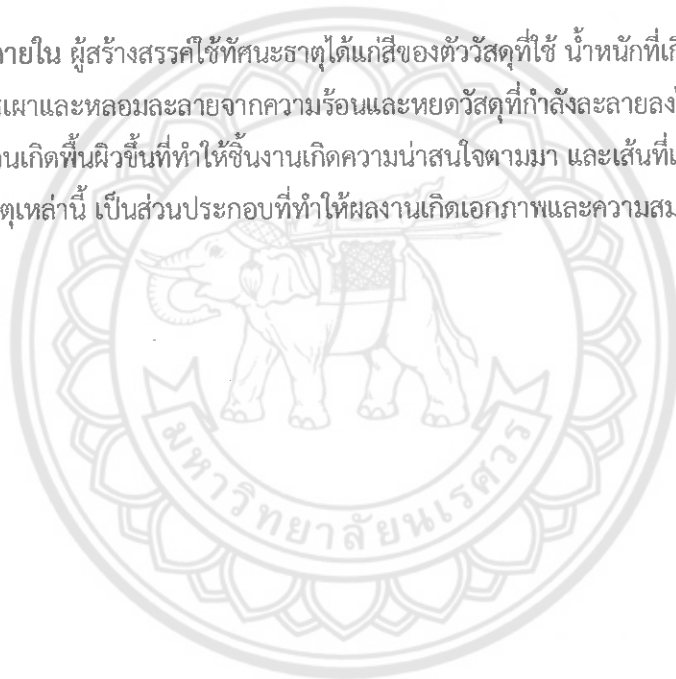 ภายใน ผู้สร้างสรรค์ใช้ทัศนะธาตุได้แก่สีของตัววัสดุที่ใช้ น้ำหนักที่เกิ
รเผาและหลอมละลายจากความร้อนและหยดวัสดุที่กำลังละลายลง
านเกิดพื้นผิวขึ้นที่ทำให้ชิ้นงานเกิดความน่าสนใจตามมา และเส้นที่เ
ตุเหล่านี้ เป็นส่วนประกอบที่ทำให้ผลงานเกิดเอกภาพและความสม
มหาวิทยาลัยนเรศวร